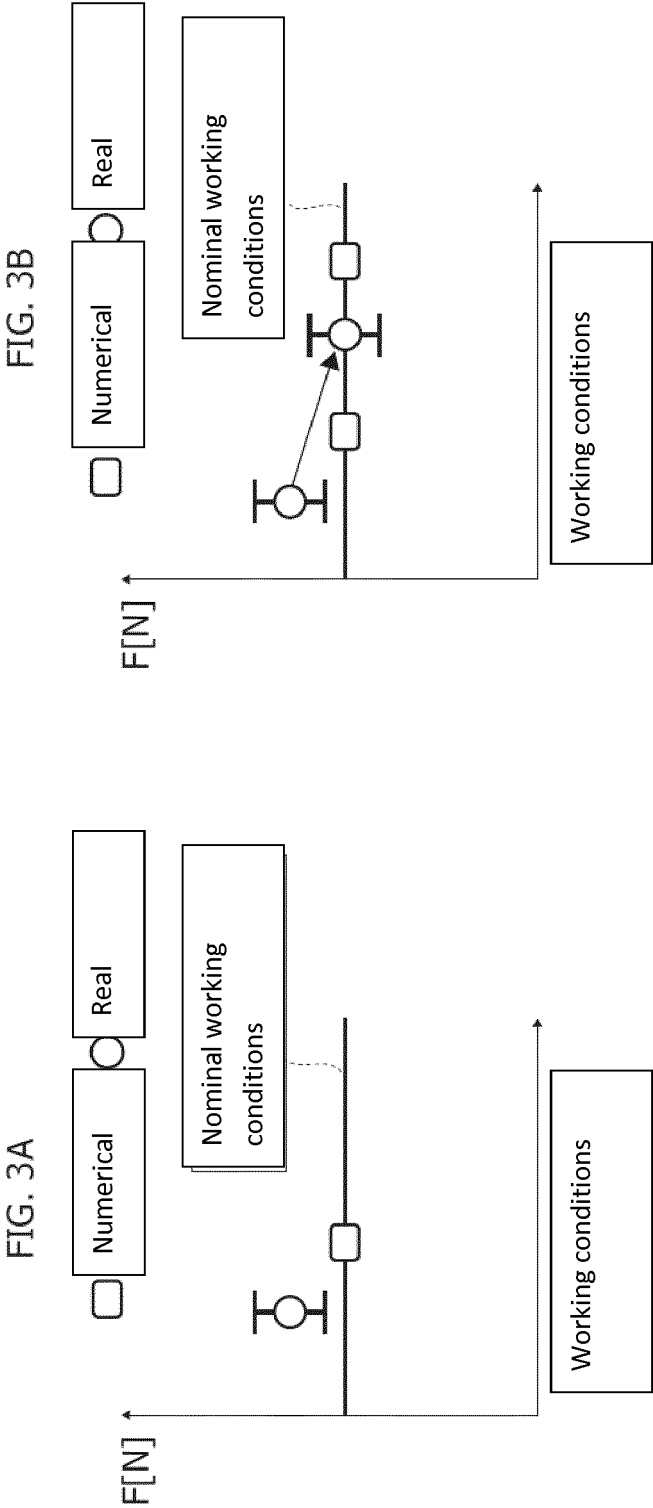 FIG. 3A
Numerical
Real
Nominal working
conditions
F[N]
Working conditions
FIG. 3B
Numerical
Real
Nominal working
conditions
F[N]
Working conditions